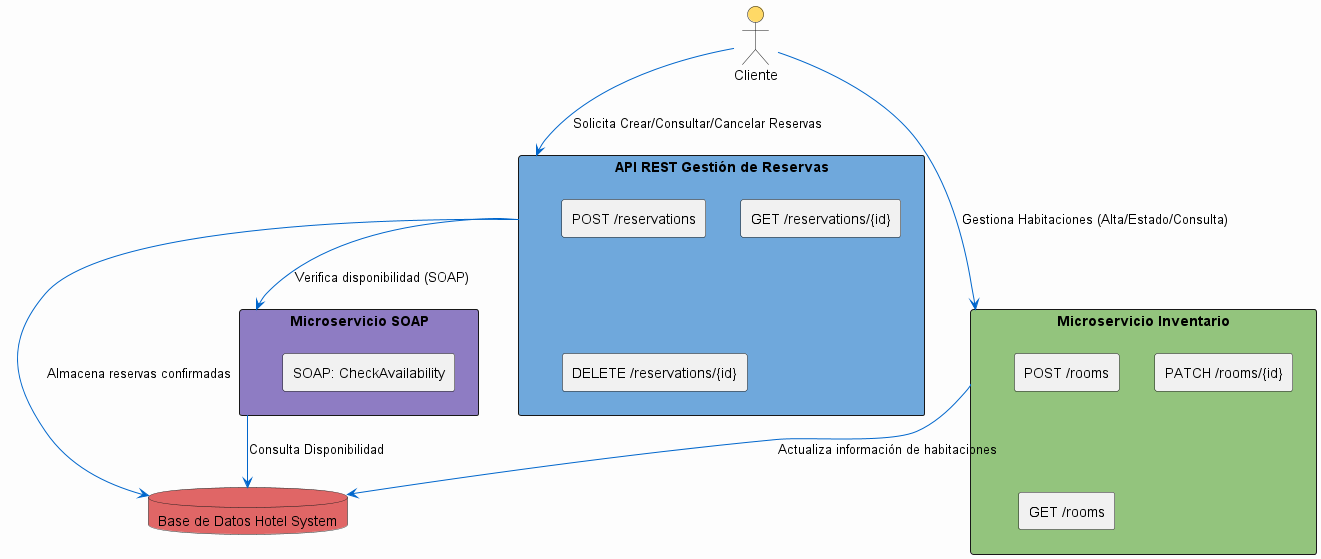 Cliente
Solicita Crear/Consultar/Cancelar Reservas
API REST Gestión de Reservas
POST /reservations
GET /reservations/{id}
DELETE /reservations/{id}
Gestiona Habitaciones (Alta/Estado/Consulta)
Verifica disponibilidad (SOAP)
Microservicio SOAP
SOAP: CheckAvailability
Microservicio Inventario
POST /rooms
PATCH /rooms/{id}
GET /rooms
Almacena reservas confirmadas
Consulta Disponibilidad
Actualiza información de habitaciones
Base de Datos Hotel System